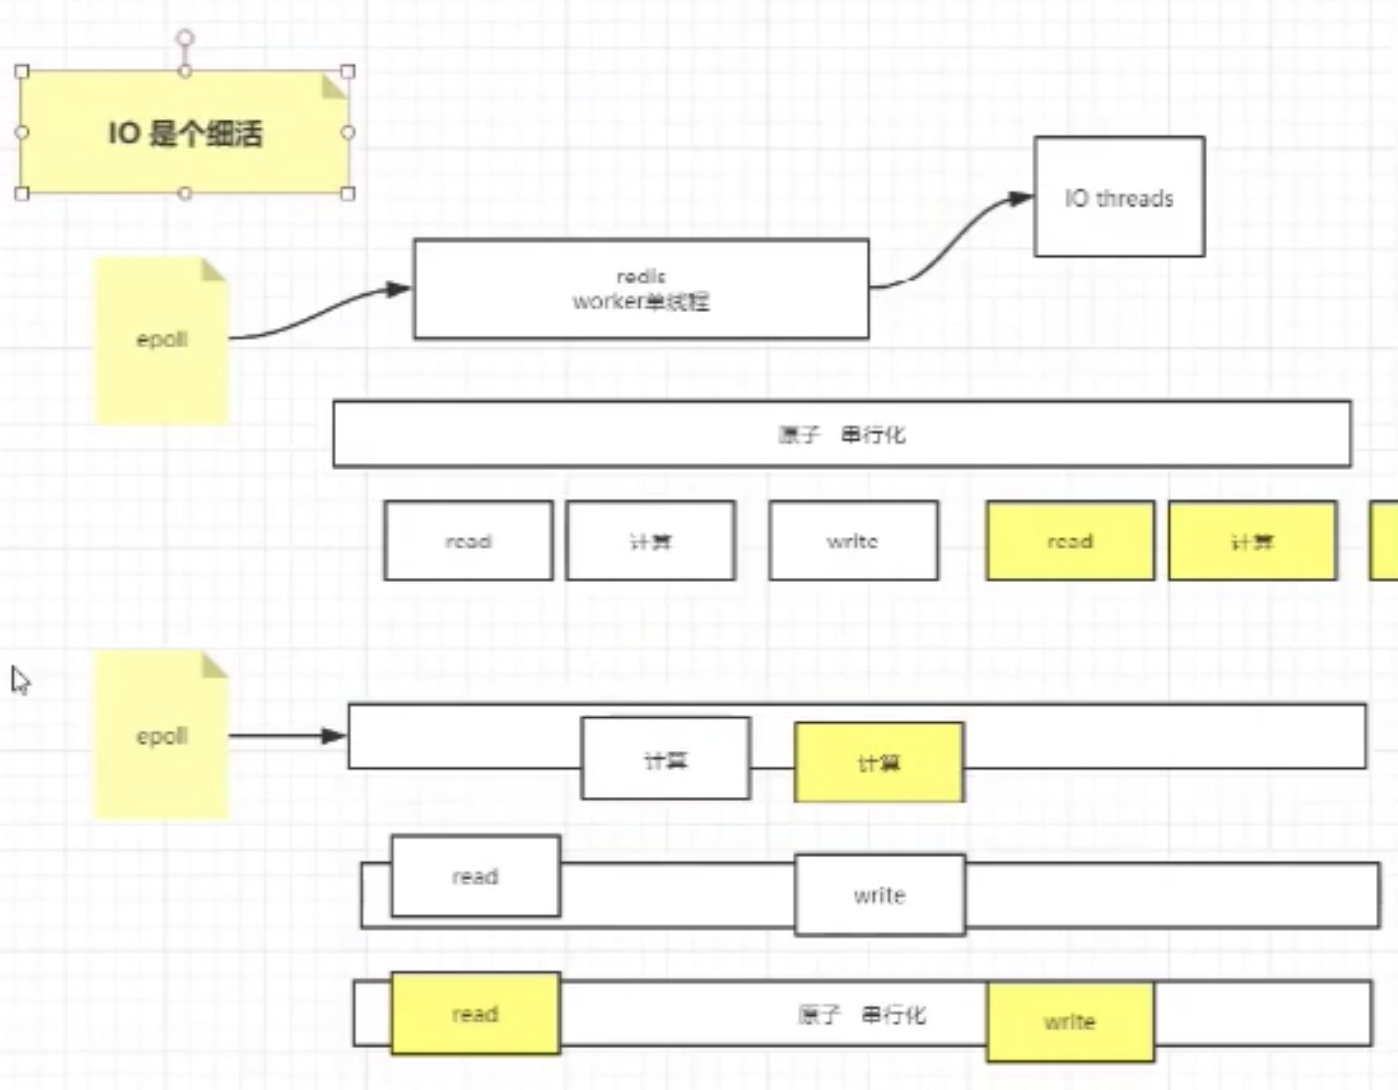 IO 是个细活
IO threads
redis
worker单线程
epoll
原子 串行化
read
计算
write
read
计算
epoll
计算
计算
read
write
read
原子 串行化
write